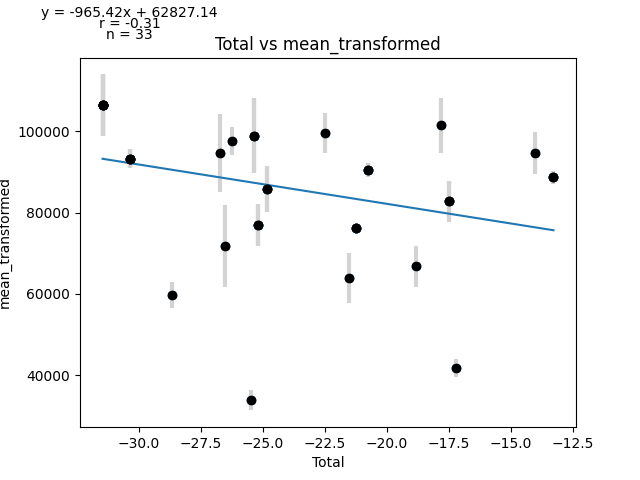 y = -965.42x + 62827.14
r = -0.31
n = 33
Total vs mean_transformed
100000
80000
60000
40000
mean_transformed
−30.0
−27.5
−25.0
−22.5
−20.0
−17.5
−15.0
−12.5
Total